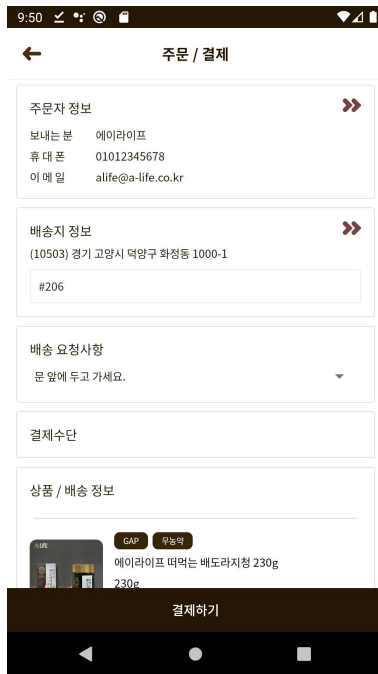 9:50
주문 / 결제
주문자 정보
보내는 분 에이라이프
휴 대 폰 01012345678
이 메 일 alife@a-life.co.kr
배송지 정보
(10503) 경기 고양시 덕양구 화정동 1000-1
#206
배송 요청사항
문 앞에 두고 가세요.
결제수단
상품 / 배송 정보
GAP 무농약
에이라이프 떠먹는 배도라지청 230g
230g
결제하기